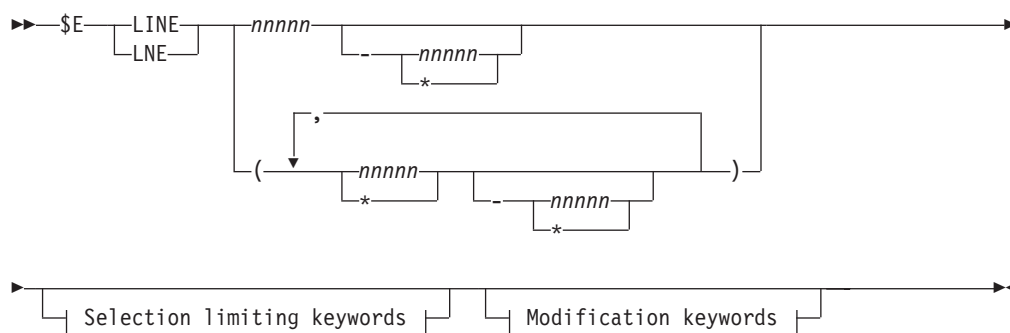 $E LINE nnnnn
LNE - nnnnn
*
,
( nnnnn )
* - nnnnn
*
Selection limiting keywords Modification keywords